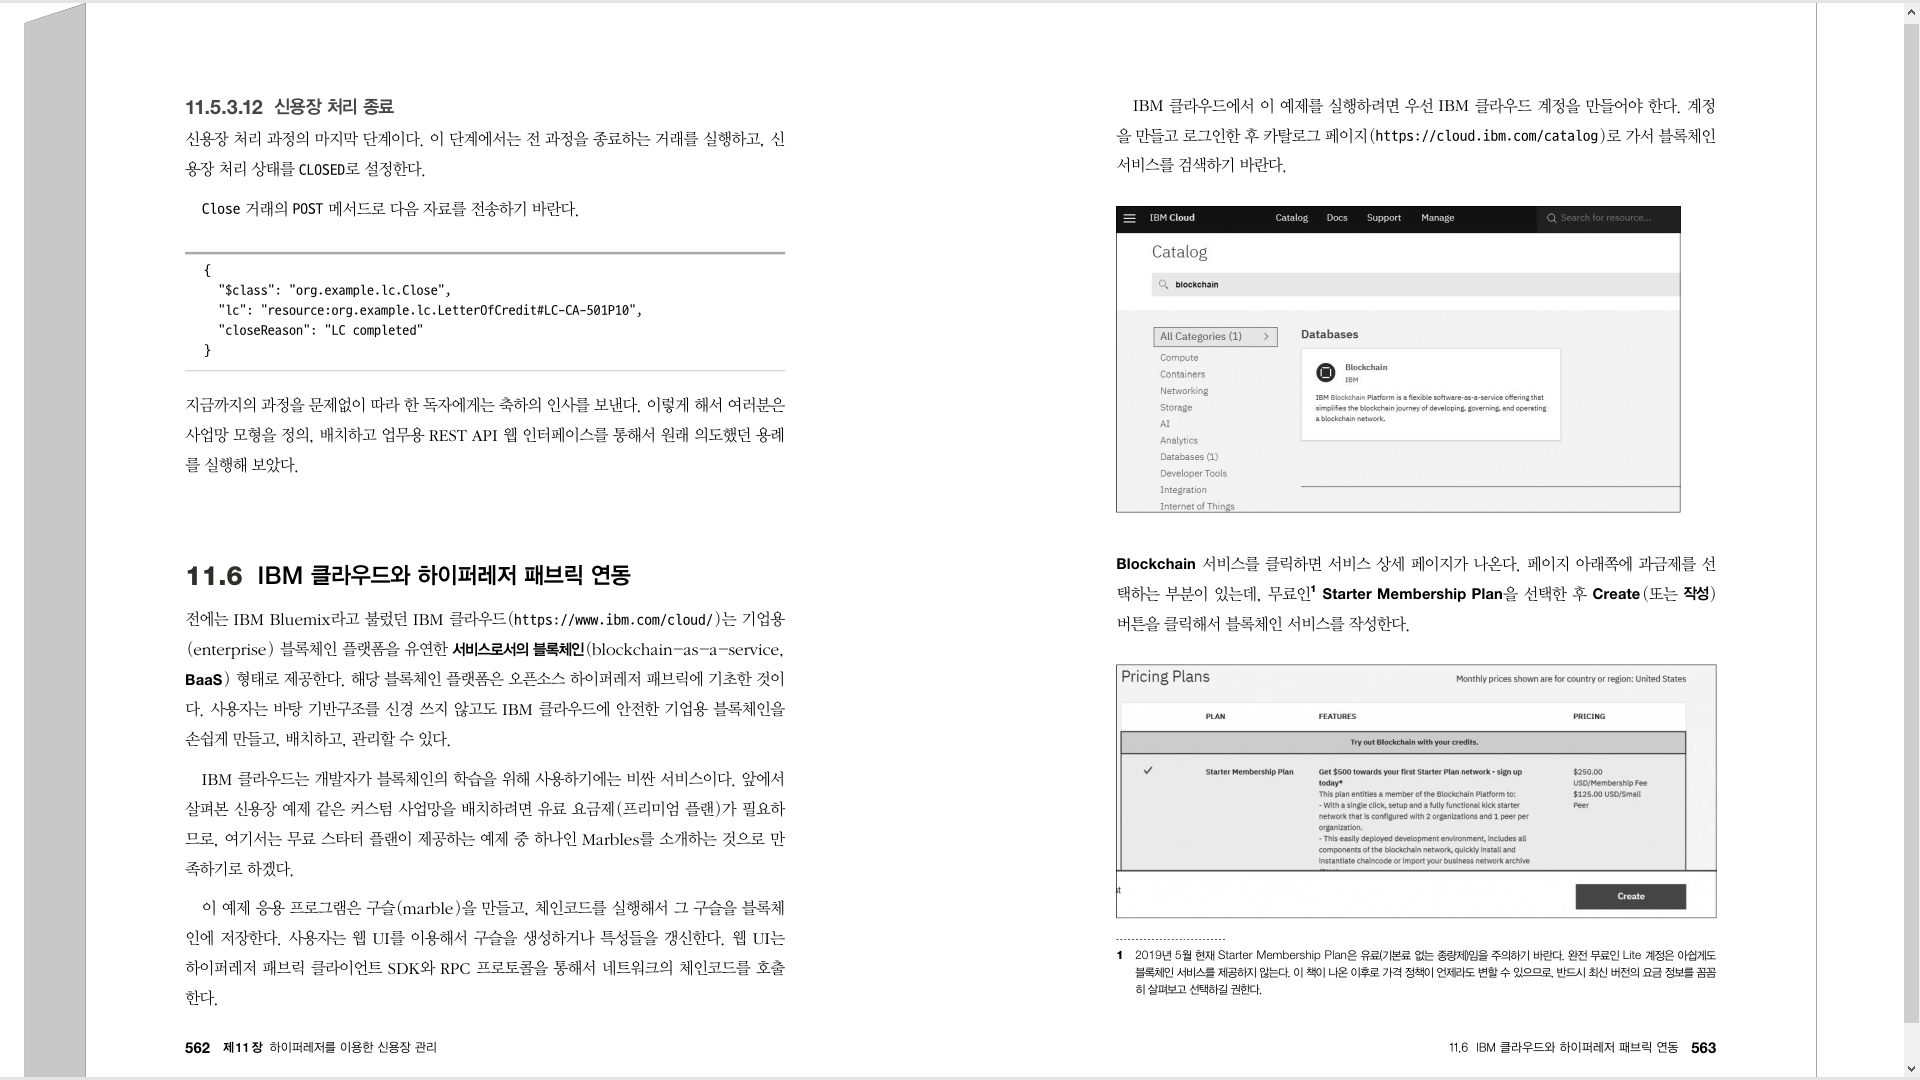 11.5.3.12 신용장 처리 종료
신용장 처리 과정의 마지막 단계이다. 이 단계에서는 전 과정을 종료하는 거래를 실행하고, 신
용장 처리 상태를 CLOSED로 설정한다.
Close 거래의 POST 메서드로 다음 자료를 전송하기 바란다.
{
"$class": "org.example.lc.Close",
"lc": "resource:org.example.lc.LetterOfCredit#LC-CA-501P10",
"closeReason": "LC completed"
}
지금까지의 과정을 문제없이 따라 한 독자에게는 축하의 인사를 보낸다. 이렇게 해서 여러분은
사업망 모형을 정의, 배치하고 업무용 REST API 웹 인터페이스를 통해서 원래 의도했던 용례
를 실행해 보았다.
11.6 IBM 클라우드와 하이퍼레저 패브릭 연동
전에는 IBM Bluemix라고 불렀던 IBM 클라우드(https://www.ibm.com/cloud/)는 기업용
(enterprise) 블록체인 플랫폼을 유연한 서비스로서의 블록체인(blockchain-as-a-service,
BaaS) 형태로 제공한다. 해당 블록체인 플랫폼은 오픈소스 하이퍼레저 패브릭에 기초한 것이
다. 사용자는 바탕 기반구조를 신경 쓰지 않고도 IBM 클라우드에 안전한 기업용 블록체인을
손쉽게 만들고, 배치하고, 관리할 수 있다.
IBM 클라우드는 개발자가 블록체인의 학습을 위해 사용하기에는 비싼 서비스이다. 앞에서
살펴본 신용장 예제 같은 커스텀 사업망을 배치하려면 유료 요금제(프리미엄 플랜)가 필요하
므로, 여기서는 무료 스타터 플랜이 제공하는 예제 중 하나인 Marbles를 소개하는 것으로 만
족하기로 하겠다.
이 예제 응용 프로그램은 구슬(marble)을 만들고, 체인코드를 실행해서 그 구슬을 블록체
인에 저장한다. 사용자는 웹 UI를 이용해서 구슬을 생성하거나 특성들을 갱신한다. 웹 UI는
하이퍼레저 패브릭 클라이언트 SDK와 RPC 프로토콜을 통해서 네트워크의 체인코드를 호출
한다.
562 제11장 하이퍼레저를 이용한 신용장 관리
IBM 클라우드에서 이 예제를 실행하려면 우선 IBM 클라우드 계정을 만들어야 한다. 계정
을 만들고 로그인한 후 카탈로그 페이지(https://cloud.ibm.com/catalog)로 가서 블록체인
서비스를 검색하기 바란다.
IBM Cloud Catalog Docs Support Manage Search for resource...
Catalog
blockchain
All Categories (1)
Compute
Containers
Networking
Storage
AI
Analytics
Databases (1)
Developer Tools
Integration
Internet of Things
Databases
Blockchain
IBM
IBM Blockchain Platform is a flexible software-as-a-service offering that
simplifies the blockchain journey of developing, governing, and operating
a blockchain network.
Blockchain 서비스를 클릭하면 서비스 상세 페이지가 나온다. 페이지 아래쪽에 과금제를 선
택하는 부분이 있는데, 무료인1 Starter Membership Plan을 선택한 후 Create(또는 작성)
버튼을 클릭해서 블록체인 서비스를 작성한다.
Pricing Plans Monthly prices shown are for country or region: United States
PLAN FEATURES PRICING
Try out Blockchain with your credits.
Starter Membership Plan
Get $500 towards your first Starter Plan network - sign up
today*
This plan entitles a member of the Blockchain Platform to:
- With a single click, setup and a fully functional kick starter
network that is configured with 2 organizations and 1 peer per
organization.
- This easily deployed development environment, includes all
components of the blockchain network, quickly install and
instantiate chaincode or import your business network archive
$250.00
USD/Membership Fee
$125.00 USD/Small
Peer
Create
1 2019년 5월 현재 Starter Membership Plan은 유료(기본료 없는 종량제)임을 주의하기 바란다. 완전 무료인 Lite 계정은 아쉽게도
블록체인 서비스를 제공하지 않는다. 이 책이 나온 이후로 가격 정책이 언제라도 변할 수 있으므로, 반드시 최신 버전의 요금 정보를 꼼꼼
히 살펴보고 선택하길 권한다.
11.6 IBM 클라우드와 하이퍼레저 패브릭 연동 563